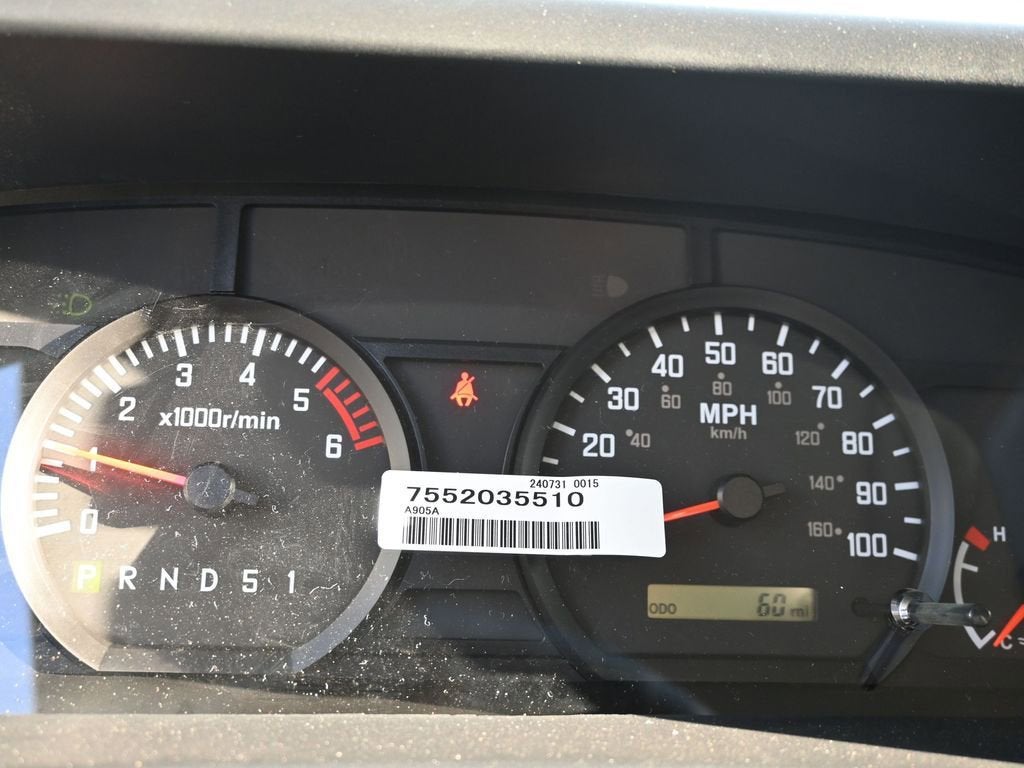 0 1 2 3 4 5 6
x1000r/min
P R N D 5 1
240731 0015
7552035510
A905A
20 30 40 50 60 70 80 90 100
40 60 80 100 120 140 160
MPH
km/h
ODO 60 mi
H
C